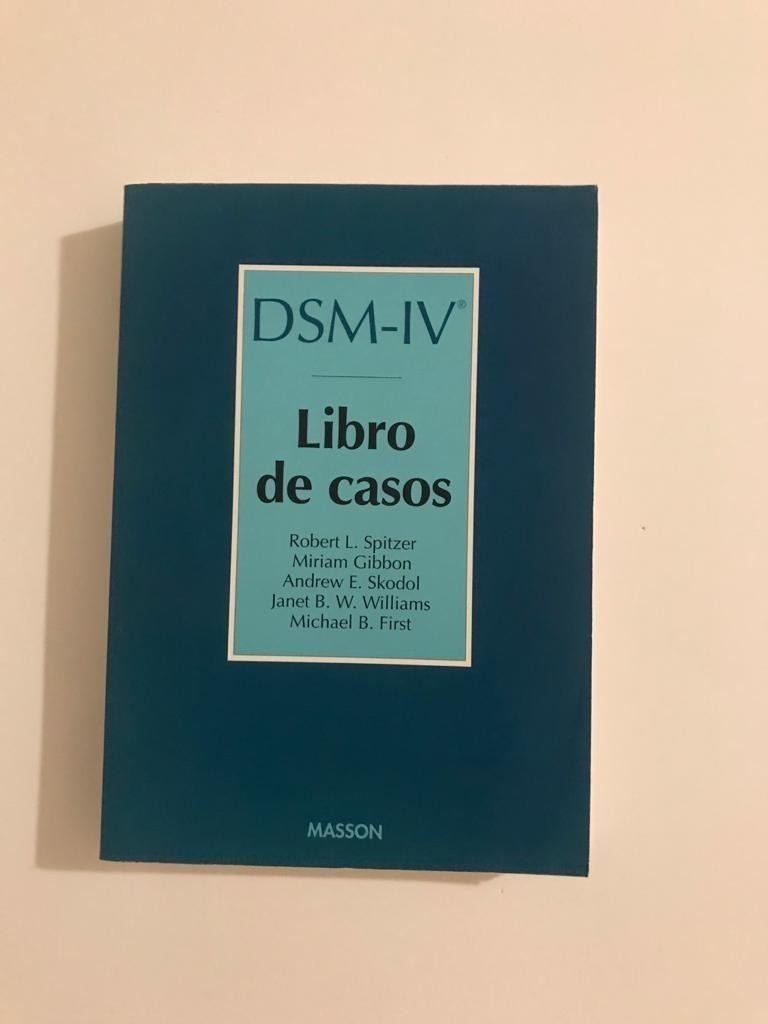 DSM-IV®
Libro
de casos
Robert L. Spitzer
Miriam Gibbon
Andrew E. Skodol
Janet B. W. Williams
Michael B. First
MASSON